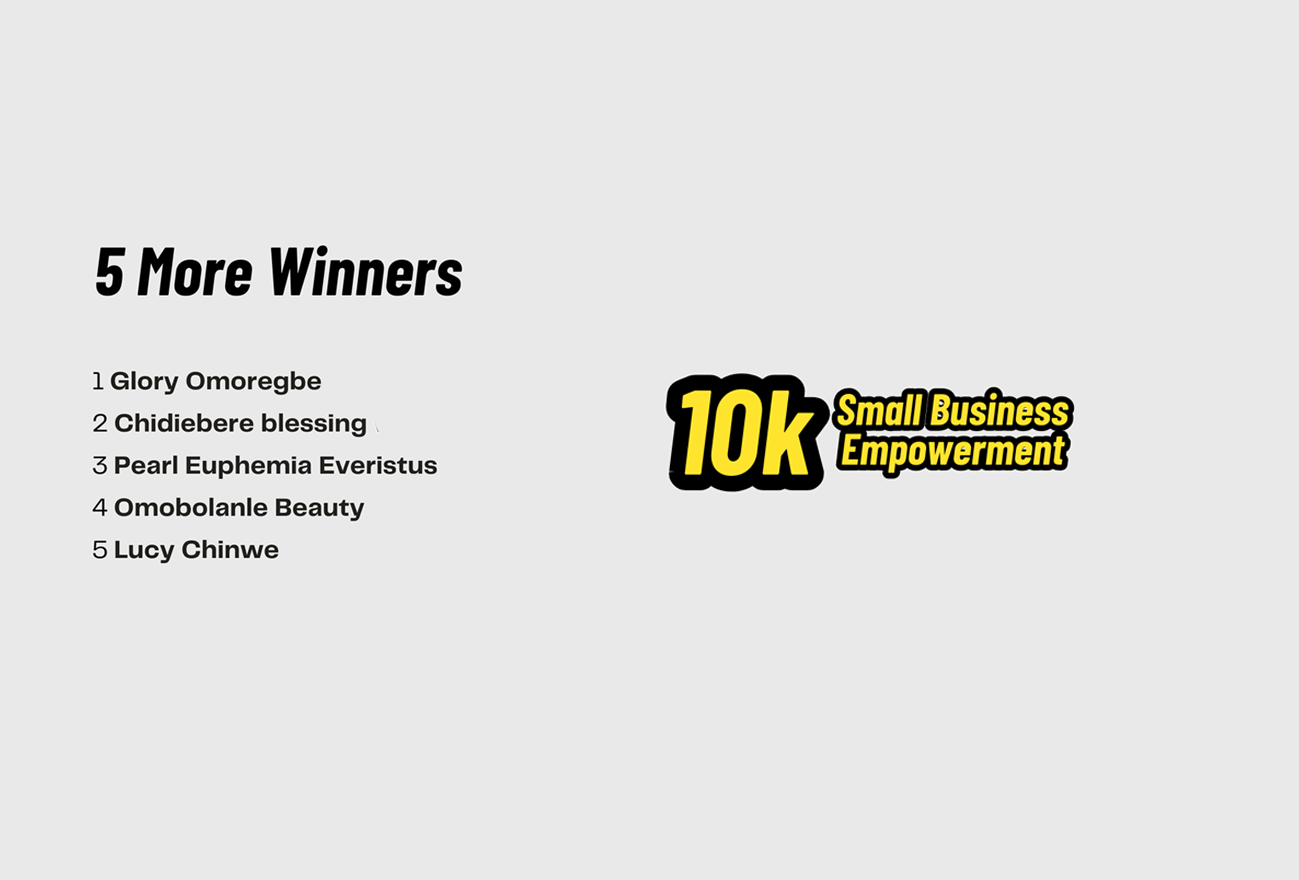 5 More Winners
1 Glory Omoregbe
2 Chidiebere blessing
3 Pearl Euphemia Everistus
4 Omobolanle Beauty
5 Lucy Chinwe
10k
Small Business
Empowerment